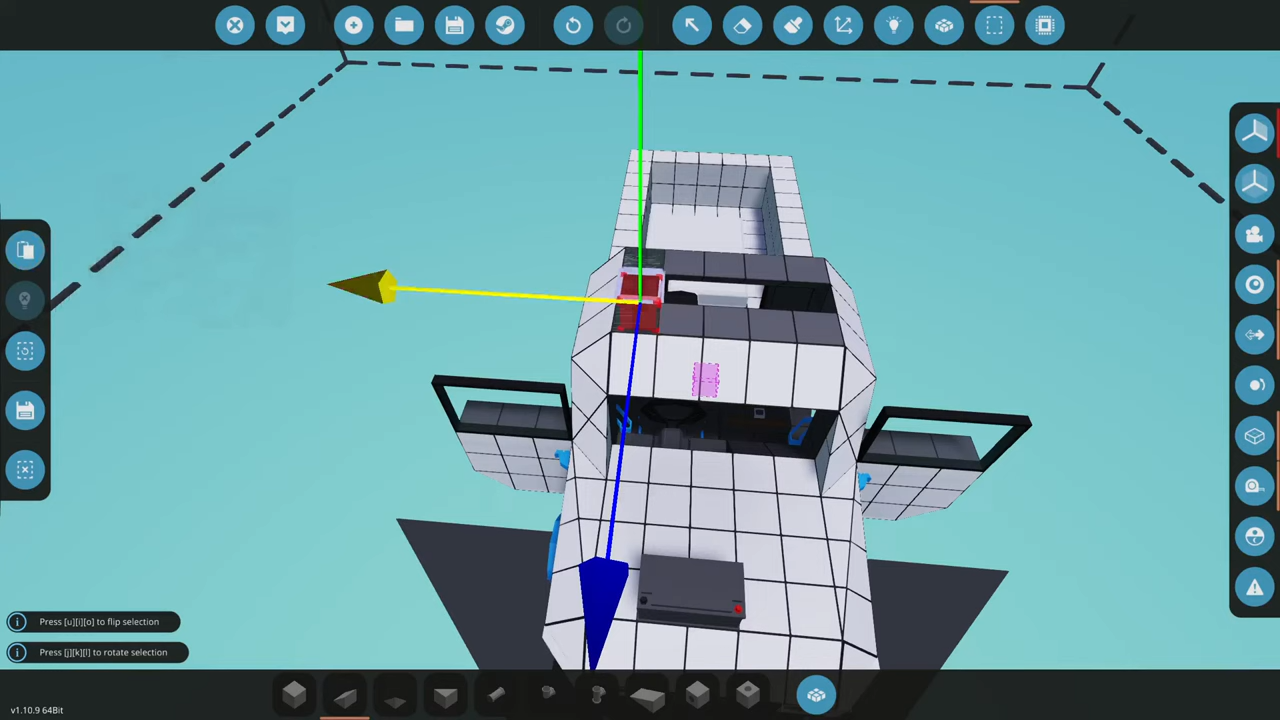 Press [u][i][o] to flip selection
Press [j][k][l] to rotate selection
v1.10.9 64Bit